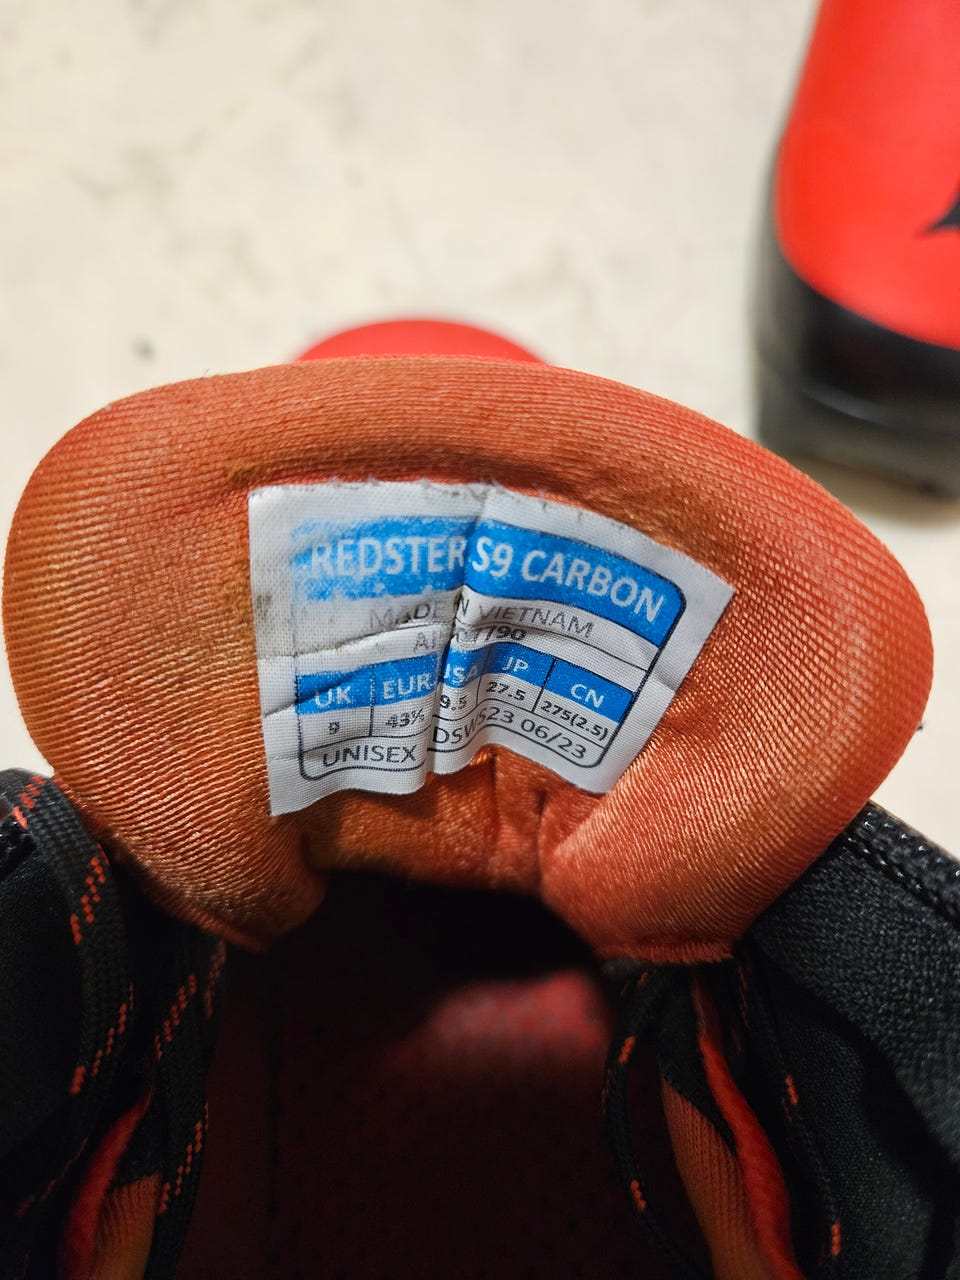 REDSTER S9 CARBON
MADE IN VIETNAM
UK EUR USA JP CN
9 43⅓ 9.5 27.5 275(2.5)
UNISEX DSWS23 06/23